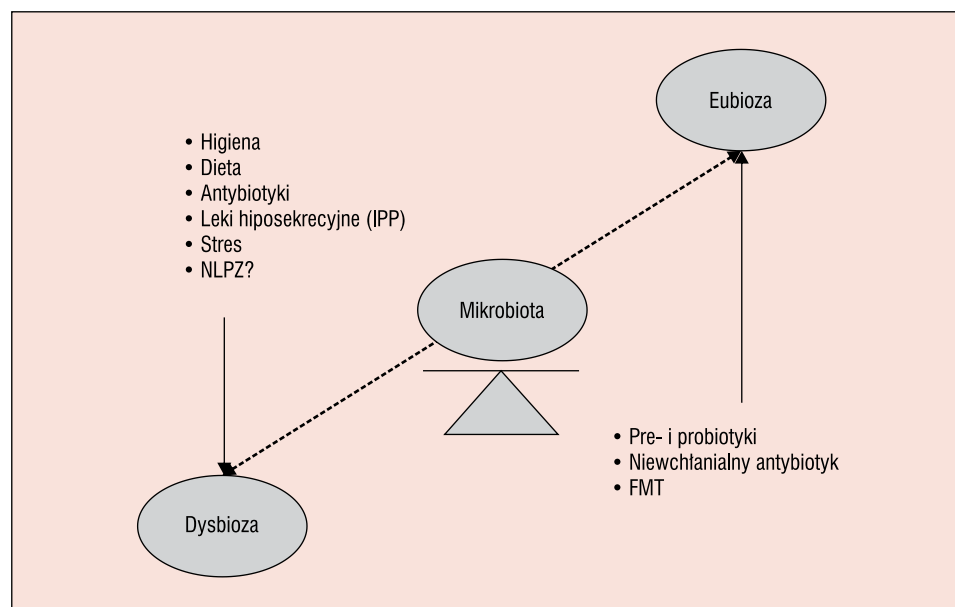 Eubioza
• Higiena
• Dieta
• Antybiotyki
• Leki hiposekrecyjne (IPP)
• Stres
• NLPZ?
Mikrobiota
• Pre- i probiotyki
• Niewchłanialny antybiotyk
• FMT
Dysbioza